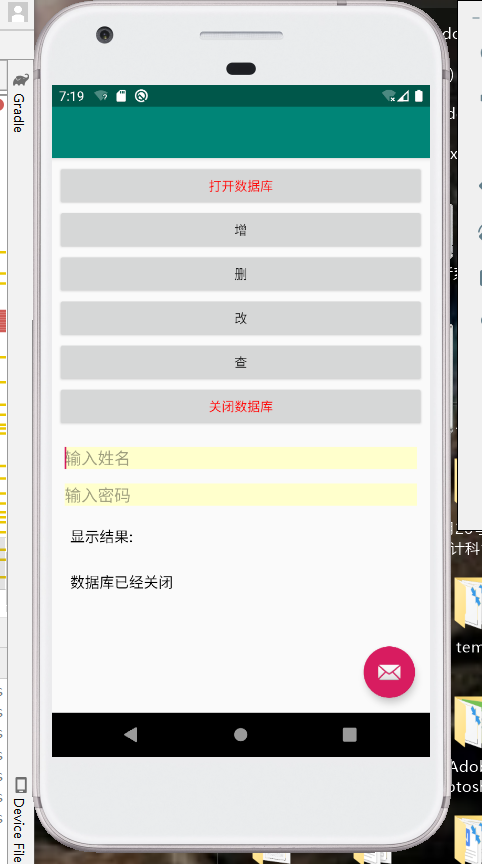 Gradle
7:19
打开数据库
增
删
改
查
关闭数据库
输入姓名
输入密码
显示结果:
数据库已经关闭
Device File
计科
tem
Adob
otosh